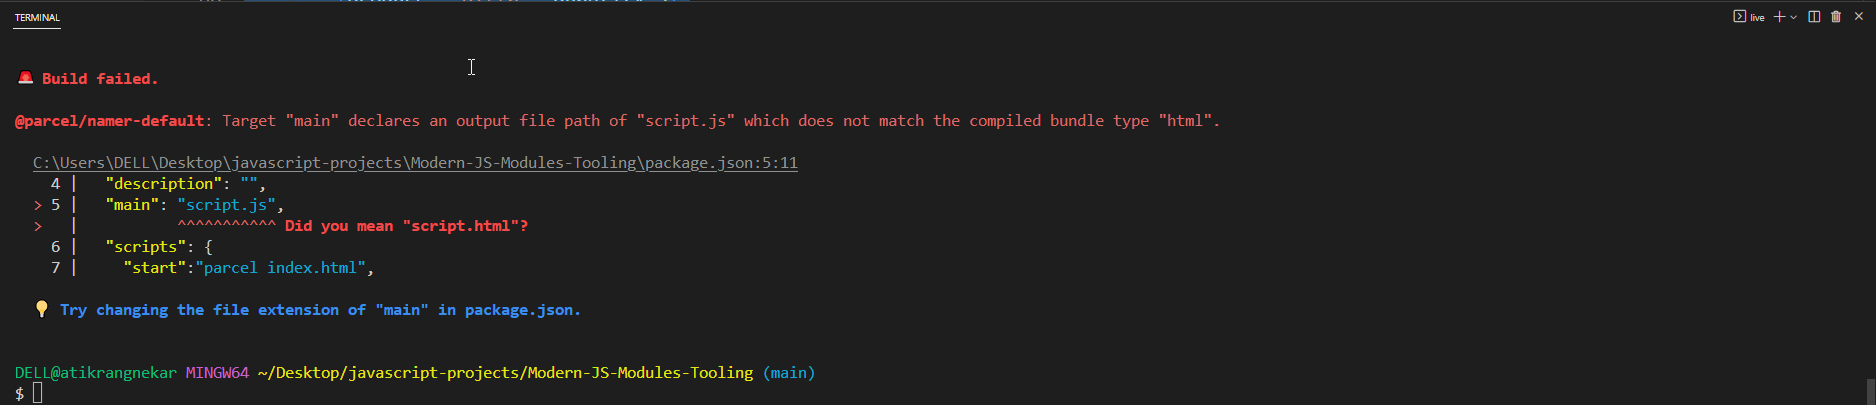 TERMINAL
live
🚨 Build failed.
@parcel/namer-default: Target "main" declares an output file path of "script.js" which does not match the compiled bundle type "html".
C:\Users\DELL\Desktop\javascript-projects\Modern-JS-Modules-Tooling\package.json:5:11
4 |   "description": "",
> 5 |   "main": "script.js",
>   |           ^^^^^^^^^^^ Did you mean "script.html"?
6 |   "scripts": {
7 |     "start":"parcel index.html",
💡 Try changing the file extension of "main" in package.json.
DELL@atikrangnekar MINGW64 ~/Desktop/javascript-projects/Modern-JS-Modules-Tooling (main)
$